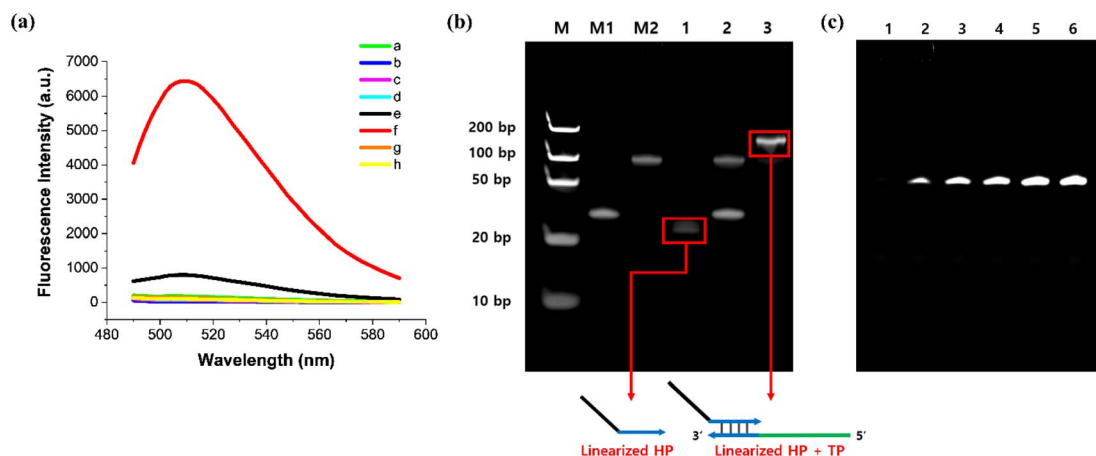 (a)
Fluorescence Intensity (a.u.)
7000
6000
5000
4000
3000
2000
1000
0
480 500 520 540 560 580 600
Wavelength (nm)
a
b
c
d
e
f
g
h
(b)
M M1 M2 1 2 3
200 bp
100 bp
50 bp
20 bp
10 bp
Linearized HP
3′ 5′
Linearized HP + TP
(c)
1 2 3 4 5 6